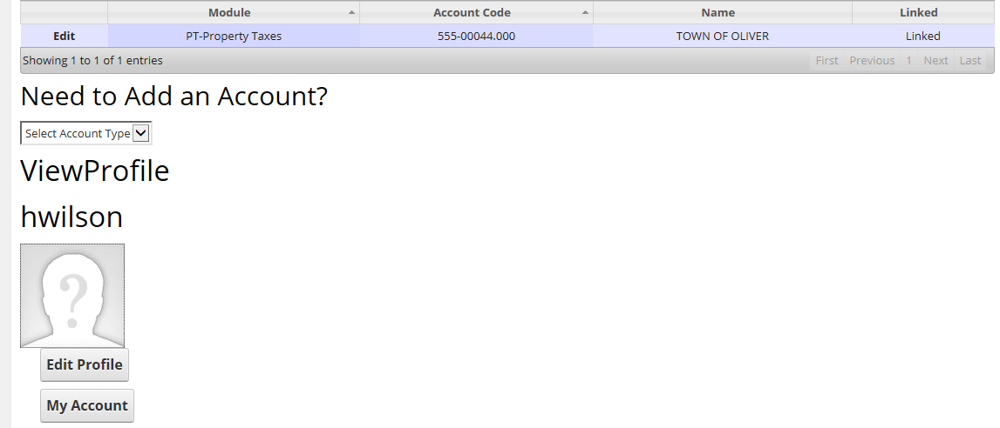 Module Account Code Name Linked
Edit PT-Property Taxes 555-00044.000 TOWN OF OLIVER Linked
Showing 1 to 1 of 1 entries First Previous 1 Next Last
Need to Add an Account?
Select Account Type
ViewProfile
hwilson
?
Edit Profile
My Account